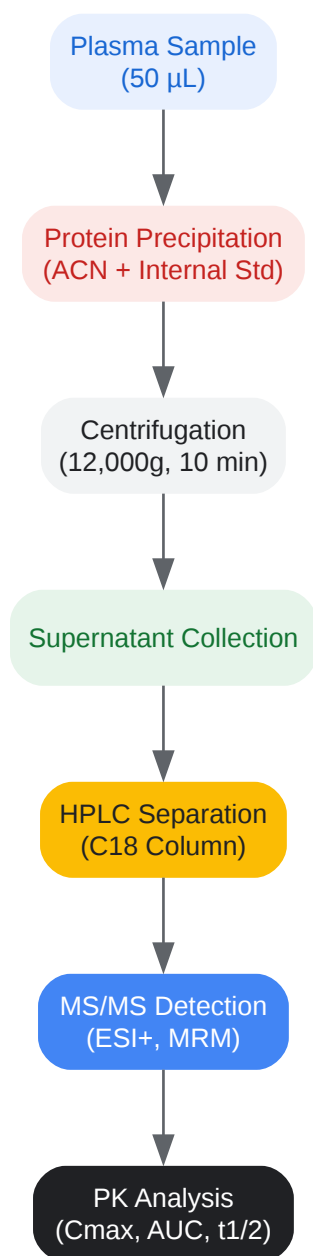 Plasma Sample
(50 µL)
Protein Precipitation
(ACN + Internal Std)
Centrifugation
(12,000g, 10 min)
Supernatant Collection
HPLC Separation
(C18 Column)
MS/MS Detection
(ESI+, MRM)
PK Analysis
(Cmax, AUC, t1/2)